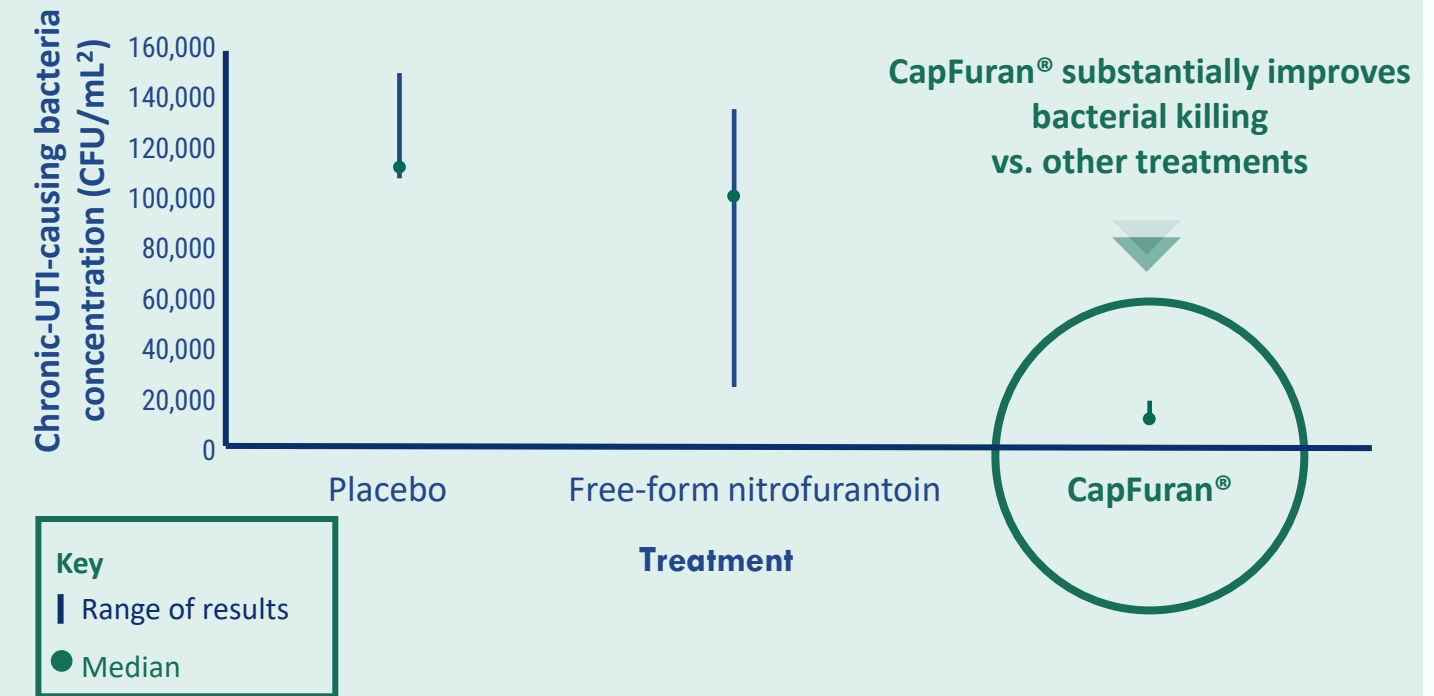 Chronic-UTI-causing bacteria
concentration (CFU/mL²)
160,000
140,000
120,000
100,000
80,000
60,000
40,000
20,000
0
CapFuran® substantially improves
bacterial killing
vs. other treatments
Placebo
Free-form nitrofurantoin
CapFuran®
Treatment
Key
Range of results
Median